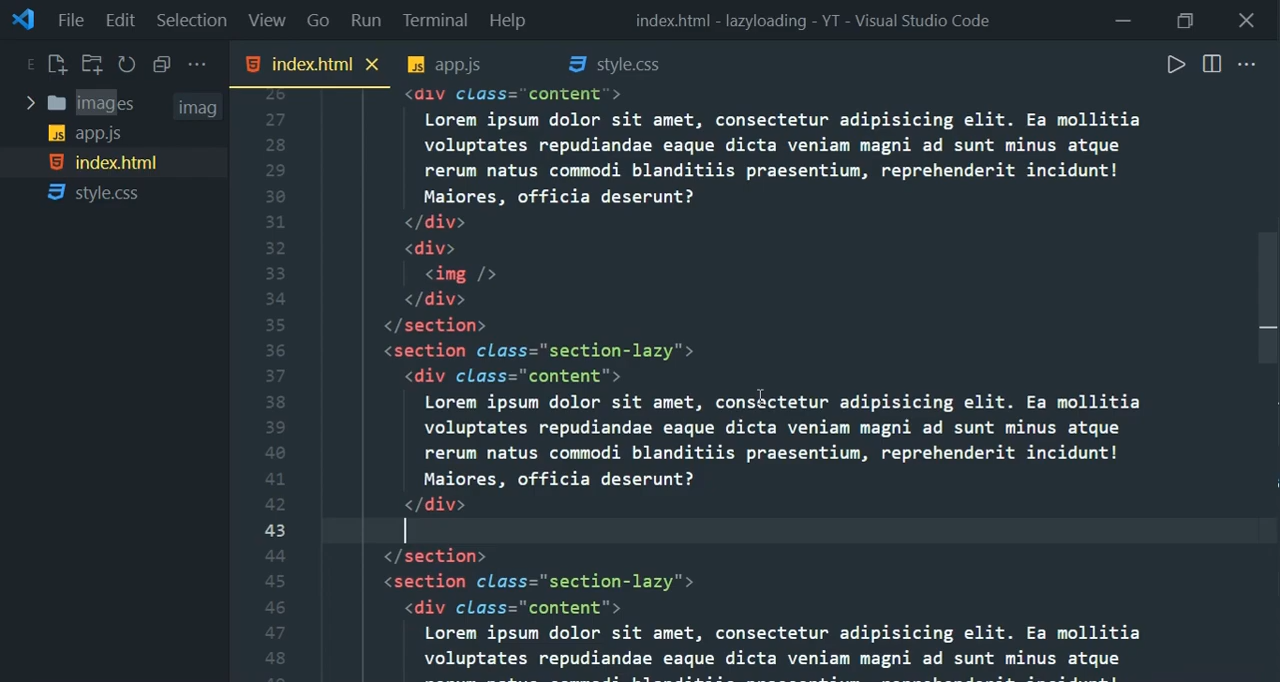 File Edit Selection View Go Run Terminal Help index.html - lazyloading - YT - Visual Studio Code
E index.html app.js style.css
images imag
app.js
index.html
style.css
26 <div class="content">
27 Lorem ipsum dolor sit amet, consectetur adipisicing elit. Ea mollitia
28 voluptates repudiandae eaque dicta veniam magni ad sunt minus atque
29 rerum natus commodi blanditiis praesentium, reprehenderit incidunt!
30 Maiores, officia deserunt?
31 </div>
32 <div>
33 <img />
34 </div>
35 </section>
36 <section class="section-lazy">
37 <div class="content">
38 Lorem ipsum dolor sit amet, consectetur adipisicing elit. Ea mollitia
39 voluptates repudiandae eaque dicta veniam magni ad sunt minus atque
40 rerum natus commodi blanditiis praesentium, reprehenderit incidunt!
41 Maiores, officia deserunt?
42 </div>
43
44 </section>
45 <section class="section-lazy">
46 <div class="content">
47 Lorem ipsum dolor sit amet, consectetur adipisicing elit. Ea mollitia
48 voluptates repudiandae eaque dicta veniam magni ad sunt minus atque